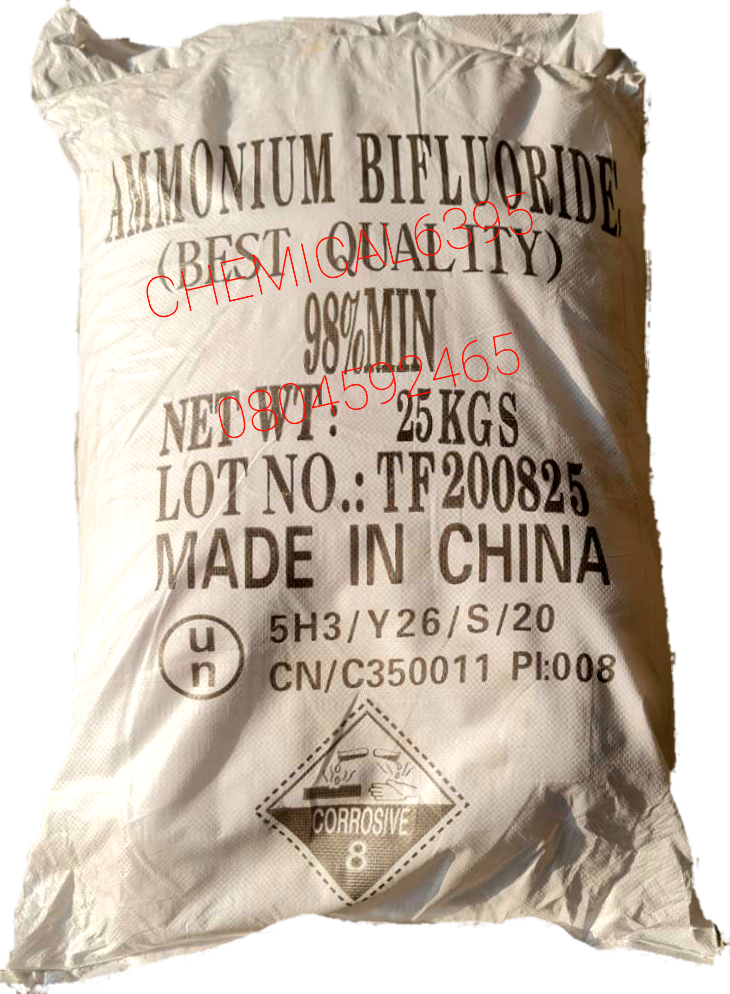 AMMONIUM BIFLUORIDE
(BEST QUALITY)
CHEMICAL6395
98%MIN
0804592465
NET WT: 25KGS
LOT NO.: TF200825
MADE IN CHINA
un
5H3/Y26/S/20
CN/C350011 PI:008
CORROSIVE
8